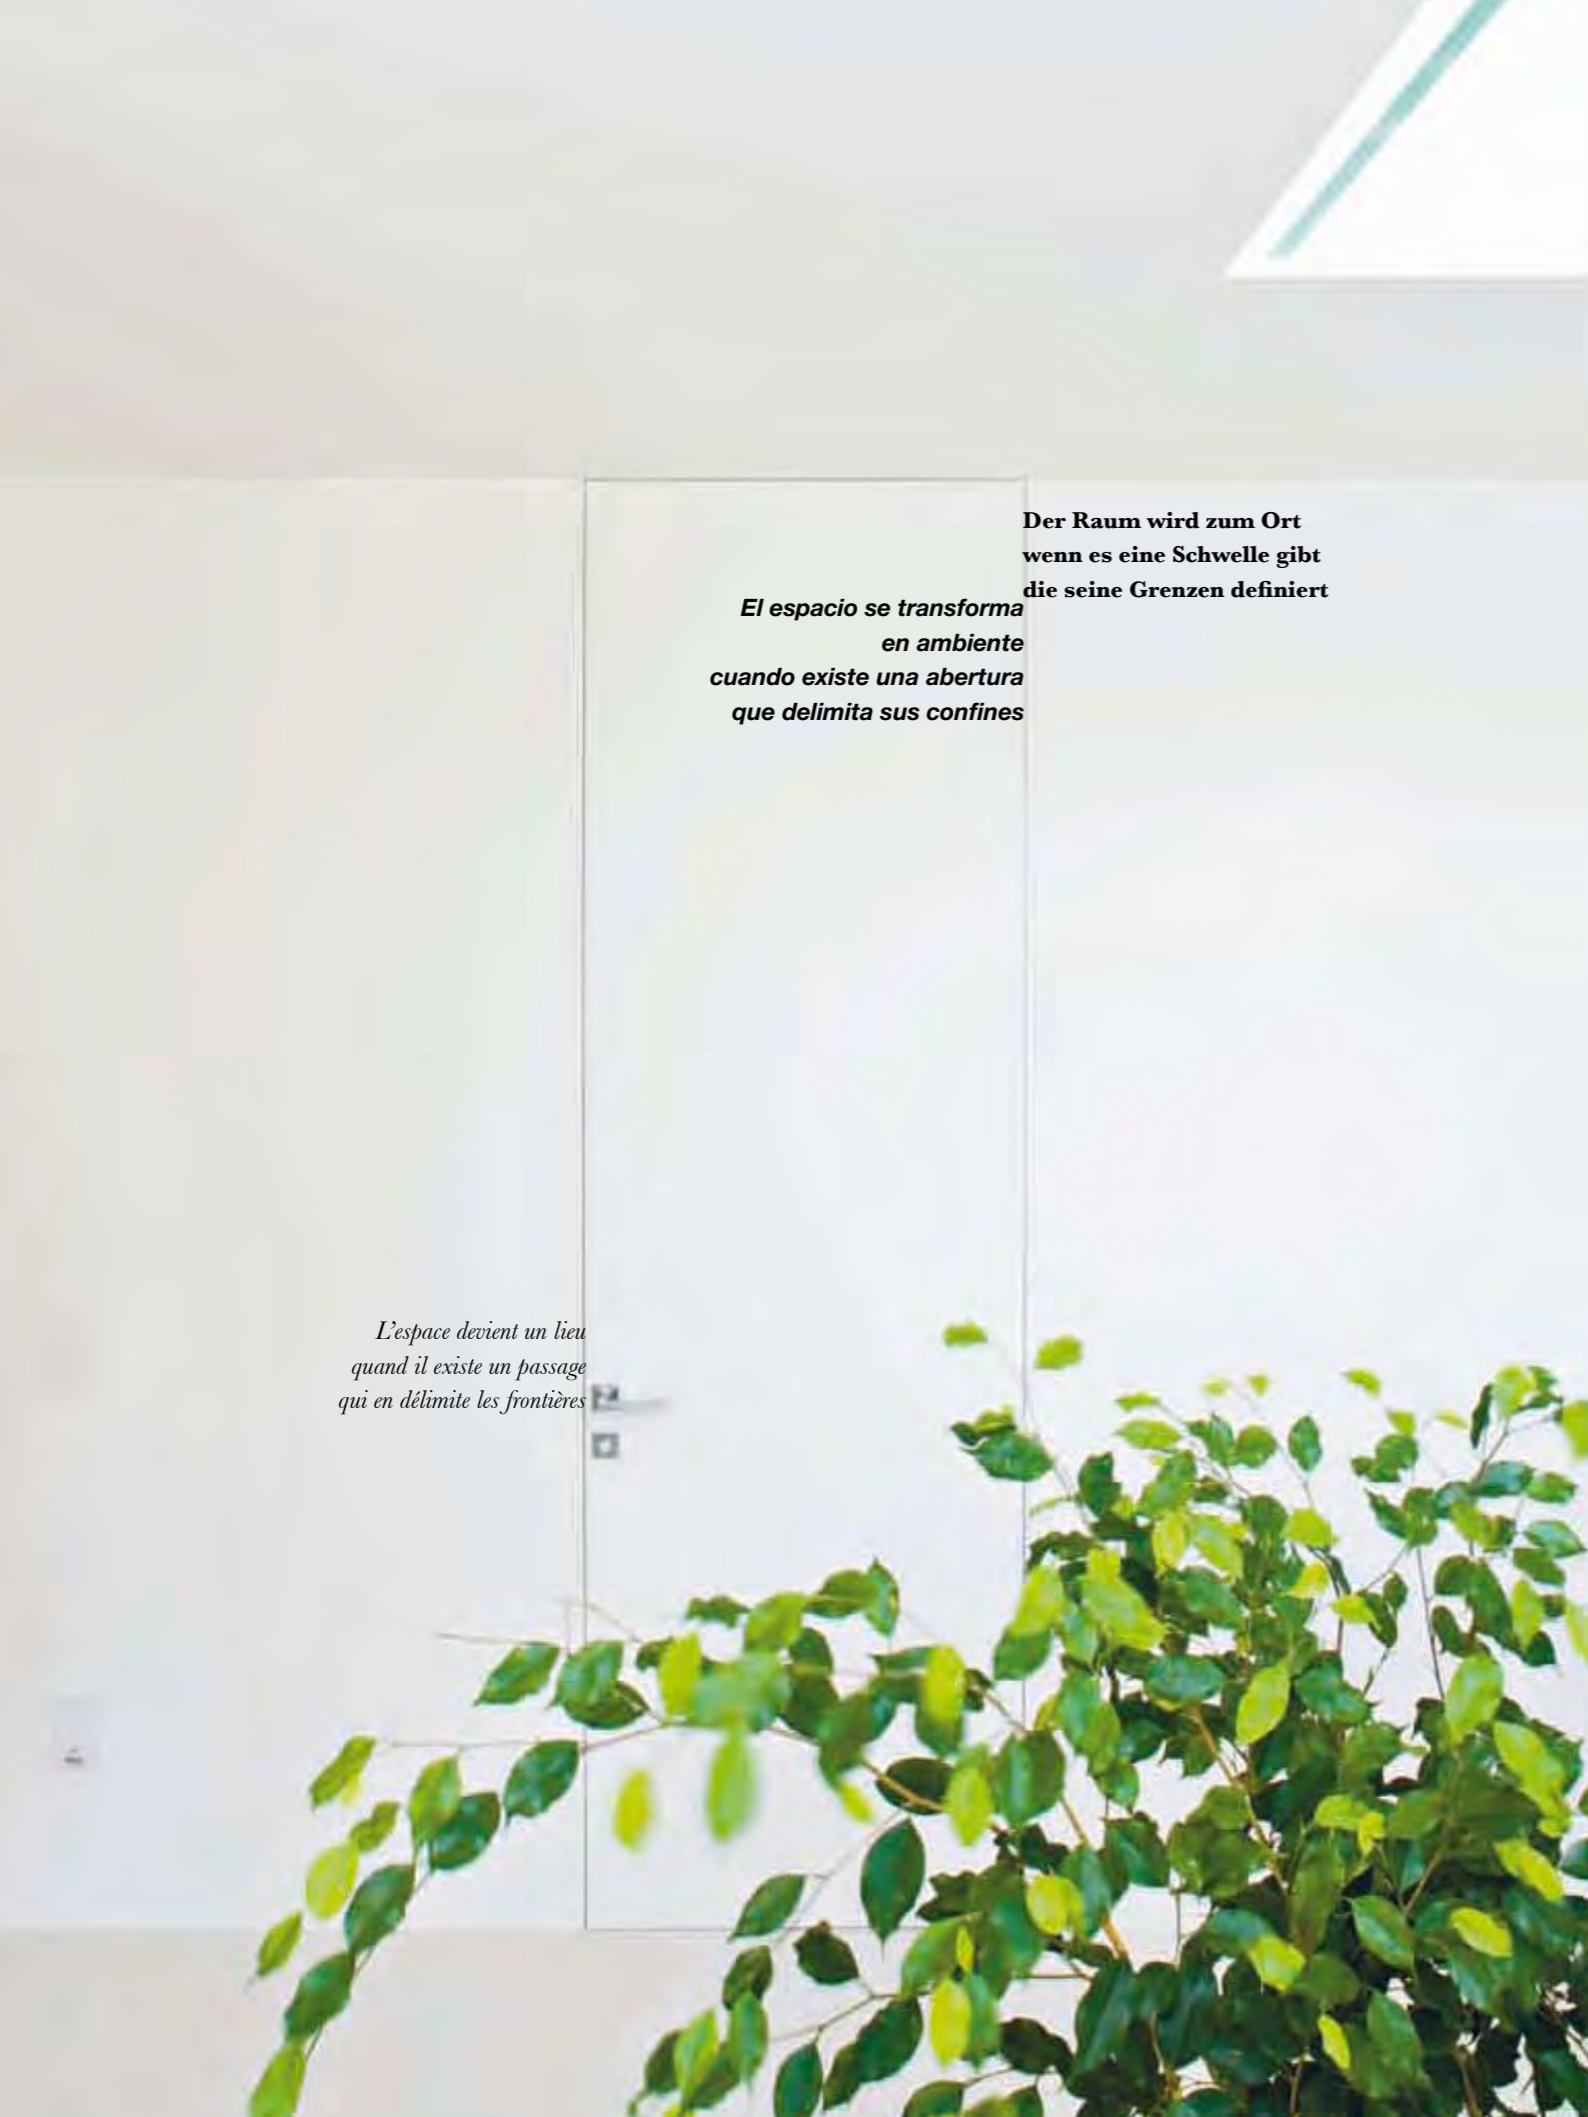 Der Raum wird zum Ort
wenn es eine Schwelle gibt
die seine Grenzen definiert
El espacio se transforma
en ambiente
cuando existe una abertura
que delimita sus confines
L’espace devient un lieu
quand il existe un passage
qui en délimite les frontières